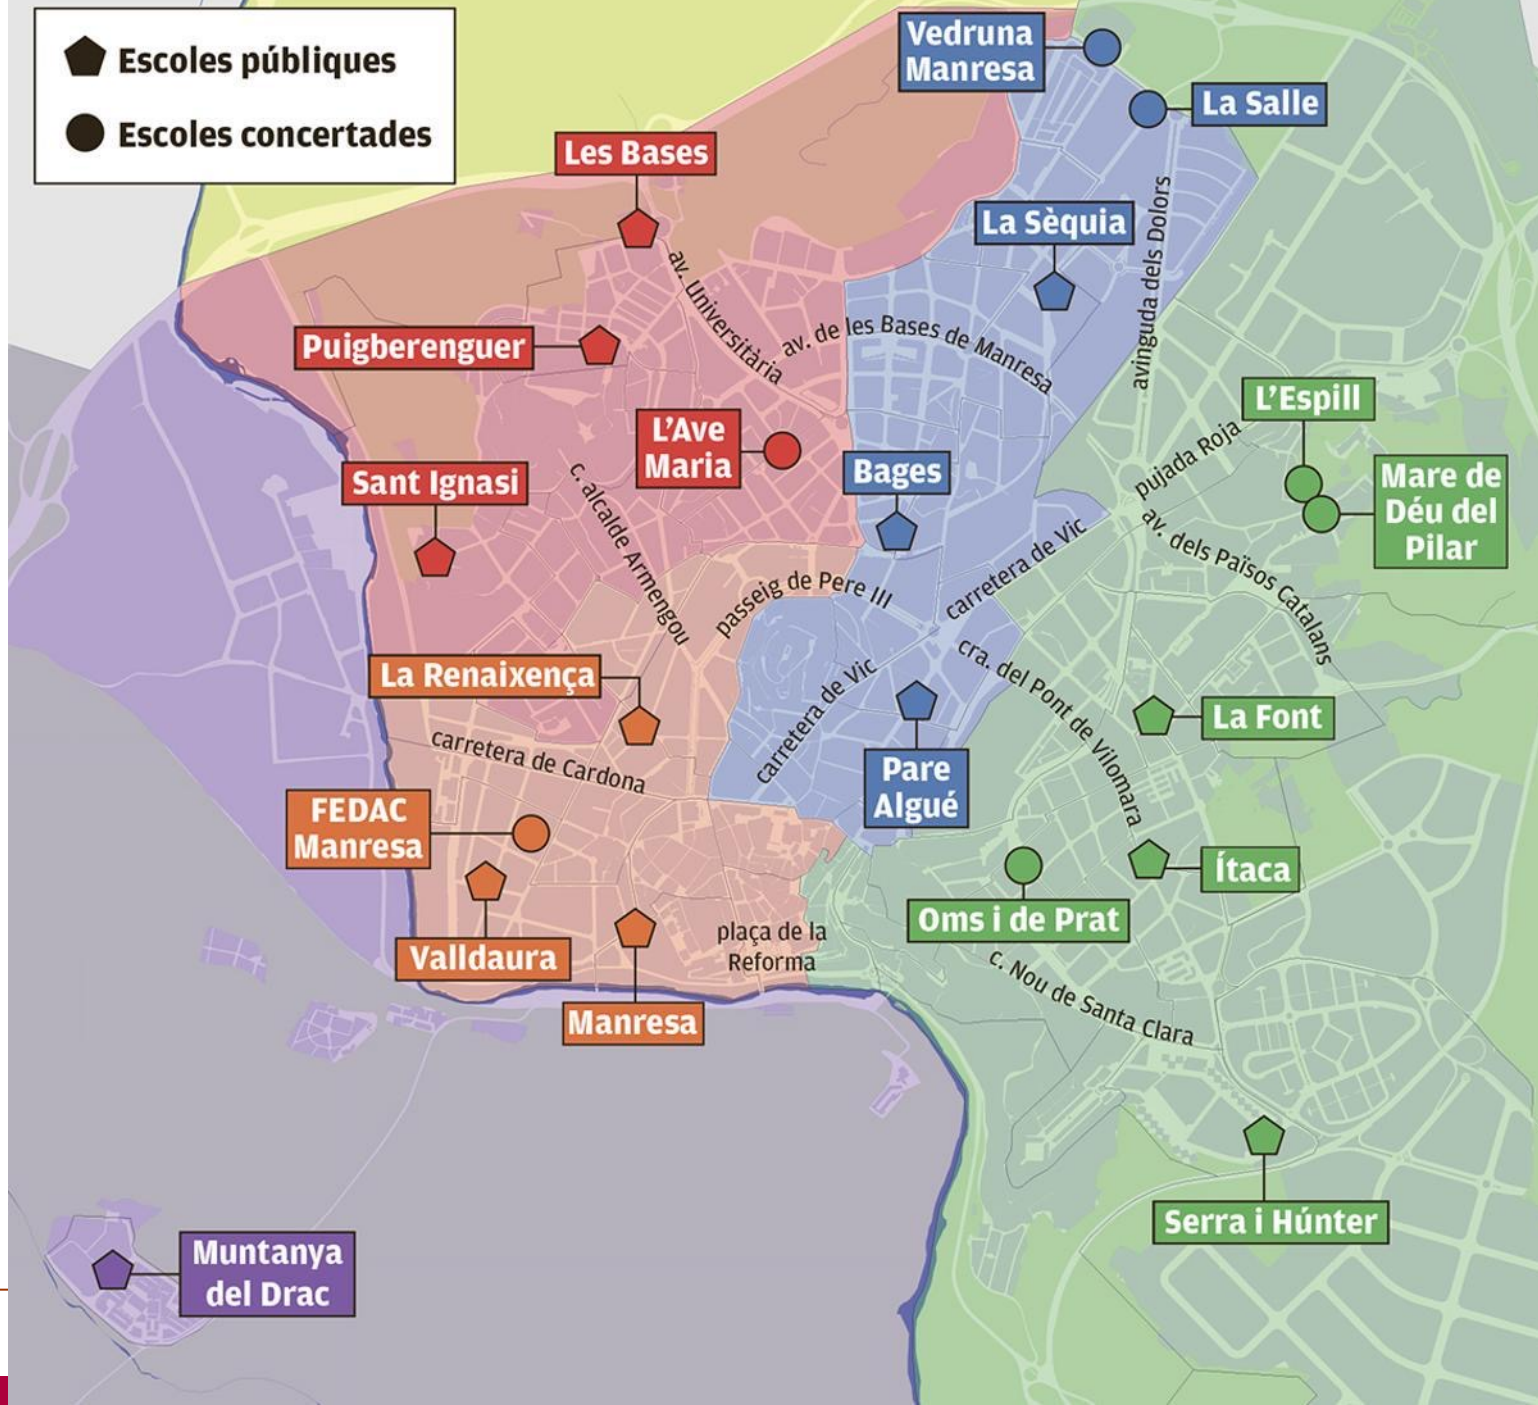 Escoles públiques
Escoles concertades
Vedruna
Manresa
La Salle
Les Bases
La Sèquia
avinguda dels Dolors
av. Universitària
av. de les Bases de Manresa
Puigberenguer
L'Espill
pujada Roja
L'Ave
Maria
Bages
Mare de
Déu del
Pilar
Sant Ignasi
c. alcalde Armengou
av. dels Països Catalans
carretera de Vic
passeig de Pere III
La Renaixença
cra. del Pont de Vilomara
carretera de Vic
La Font
carretera de Cardona
Pare
Algué
FEDAC
Manresa
Ítaca
Oms i de Prat
Valldaura
plaça de la
Reforma
c. Nou de Santa Clara
Manresa
Serra i Húnter
Muntanya
del Drac